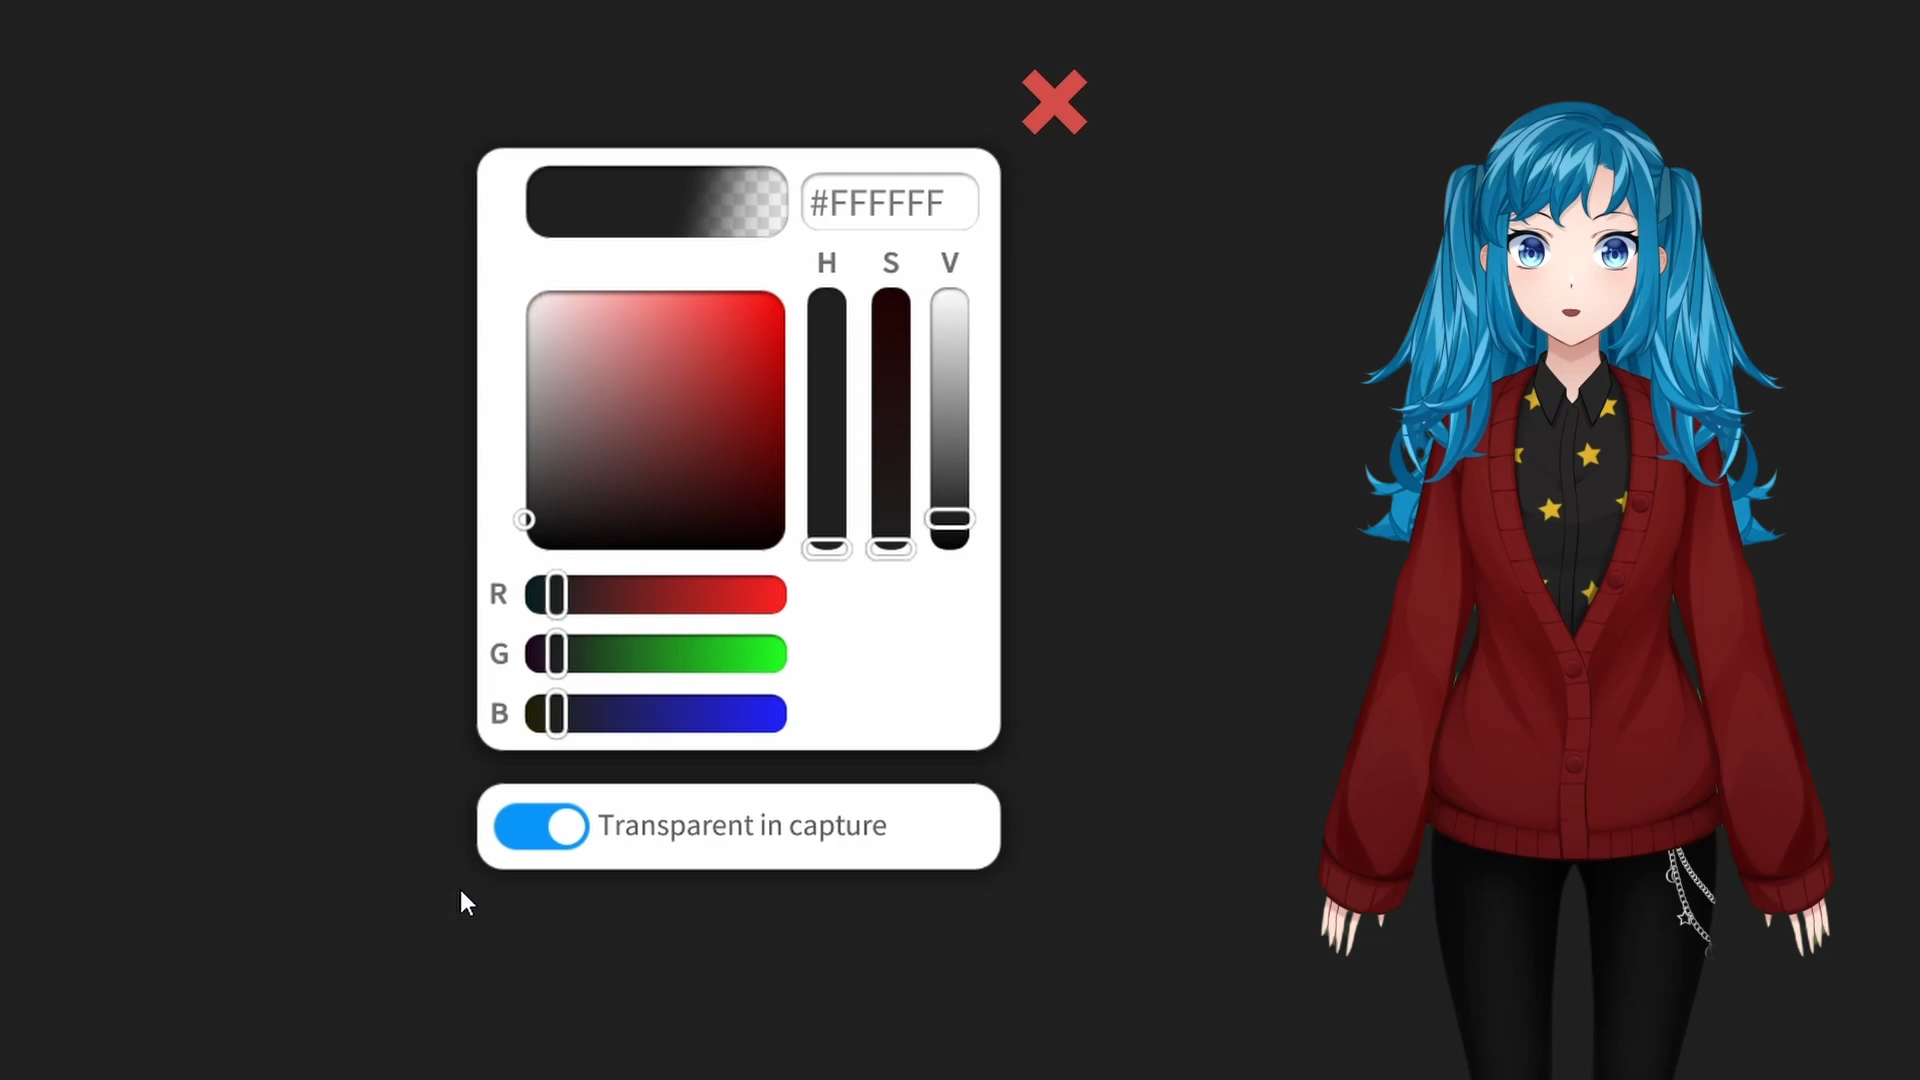 #FFFFFF
H S V
R
G
B
Transparent in capture